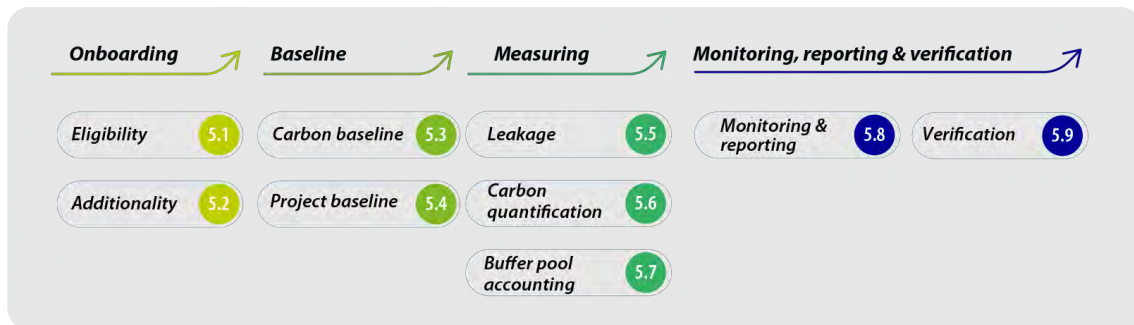 Onboarding
Baseline
Measuring
Monitoring, reporting & verification
Eligibility 5.1
Additionality 5.2
Carbon baseline 5.3
Project baseline 5.4
Leakage 5.5
Carbon
quantification 5.6
Buffer pool
accounting 5.7
Monitoring &
reporting 5.8
Verification 5.9